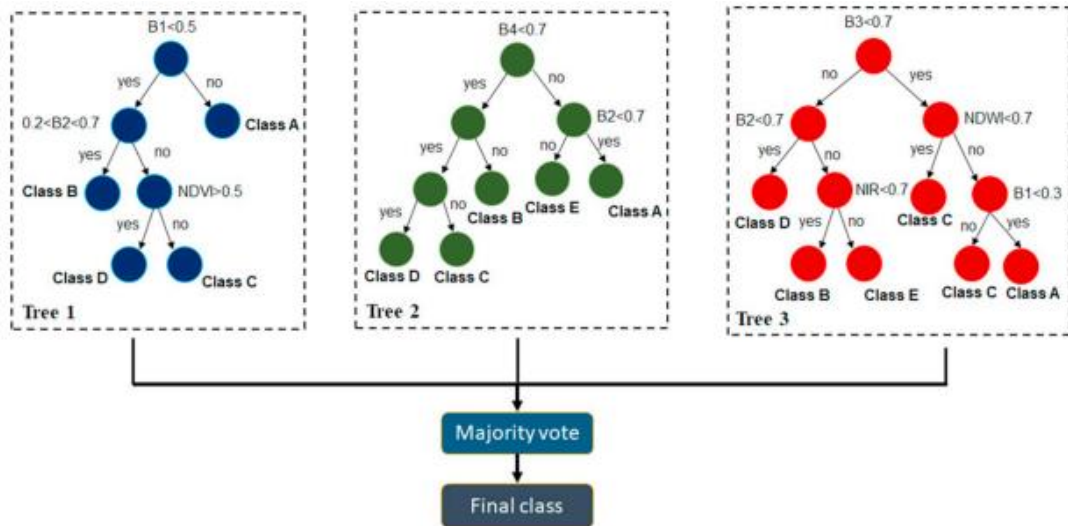 B1<0.5
yes
no
0.2<B2<0.7
Class A
yes
no
Class B
NDVI>0.5
yes
no
Class D
Class C
Tree 1
B4<0.7
yes
no
B2<0.7
yes
no
no
yes
Class B
Class E
Class A
yes
no
Class D
Class C
Tree 2
B3<0.7
no
yes
B2<0.7
NDWI<0.7
yes
no
yes
no
Class D
NIR<0.7
Class C
B1<0.3
yes
no
no
yes
Class B
Class E
Class C
Class A
Tree 3
Majority vote
Final class